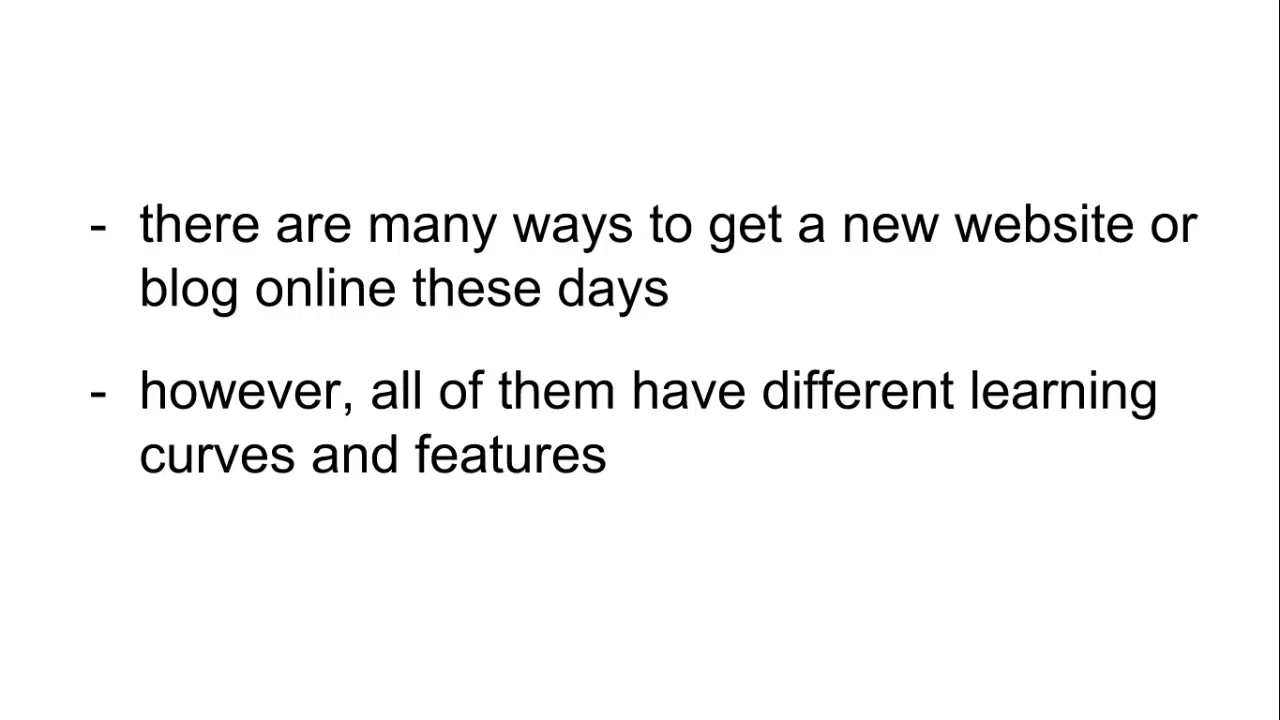 - there are many ways to get a new website or
blog online these days
- however, all of them have different learning
curves and features